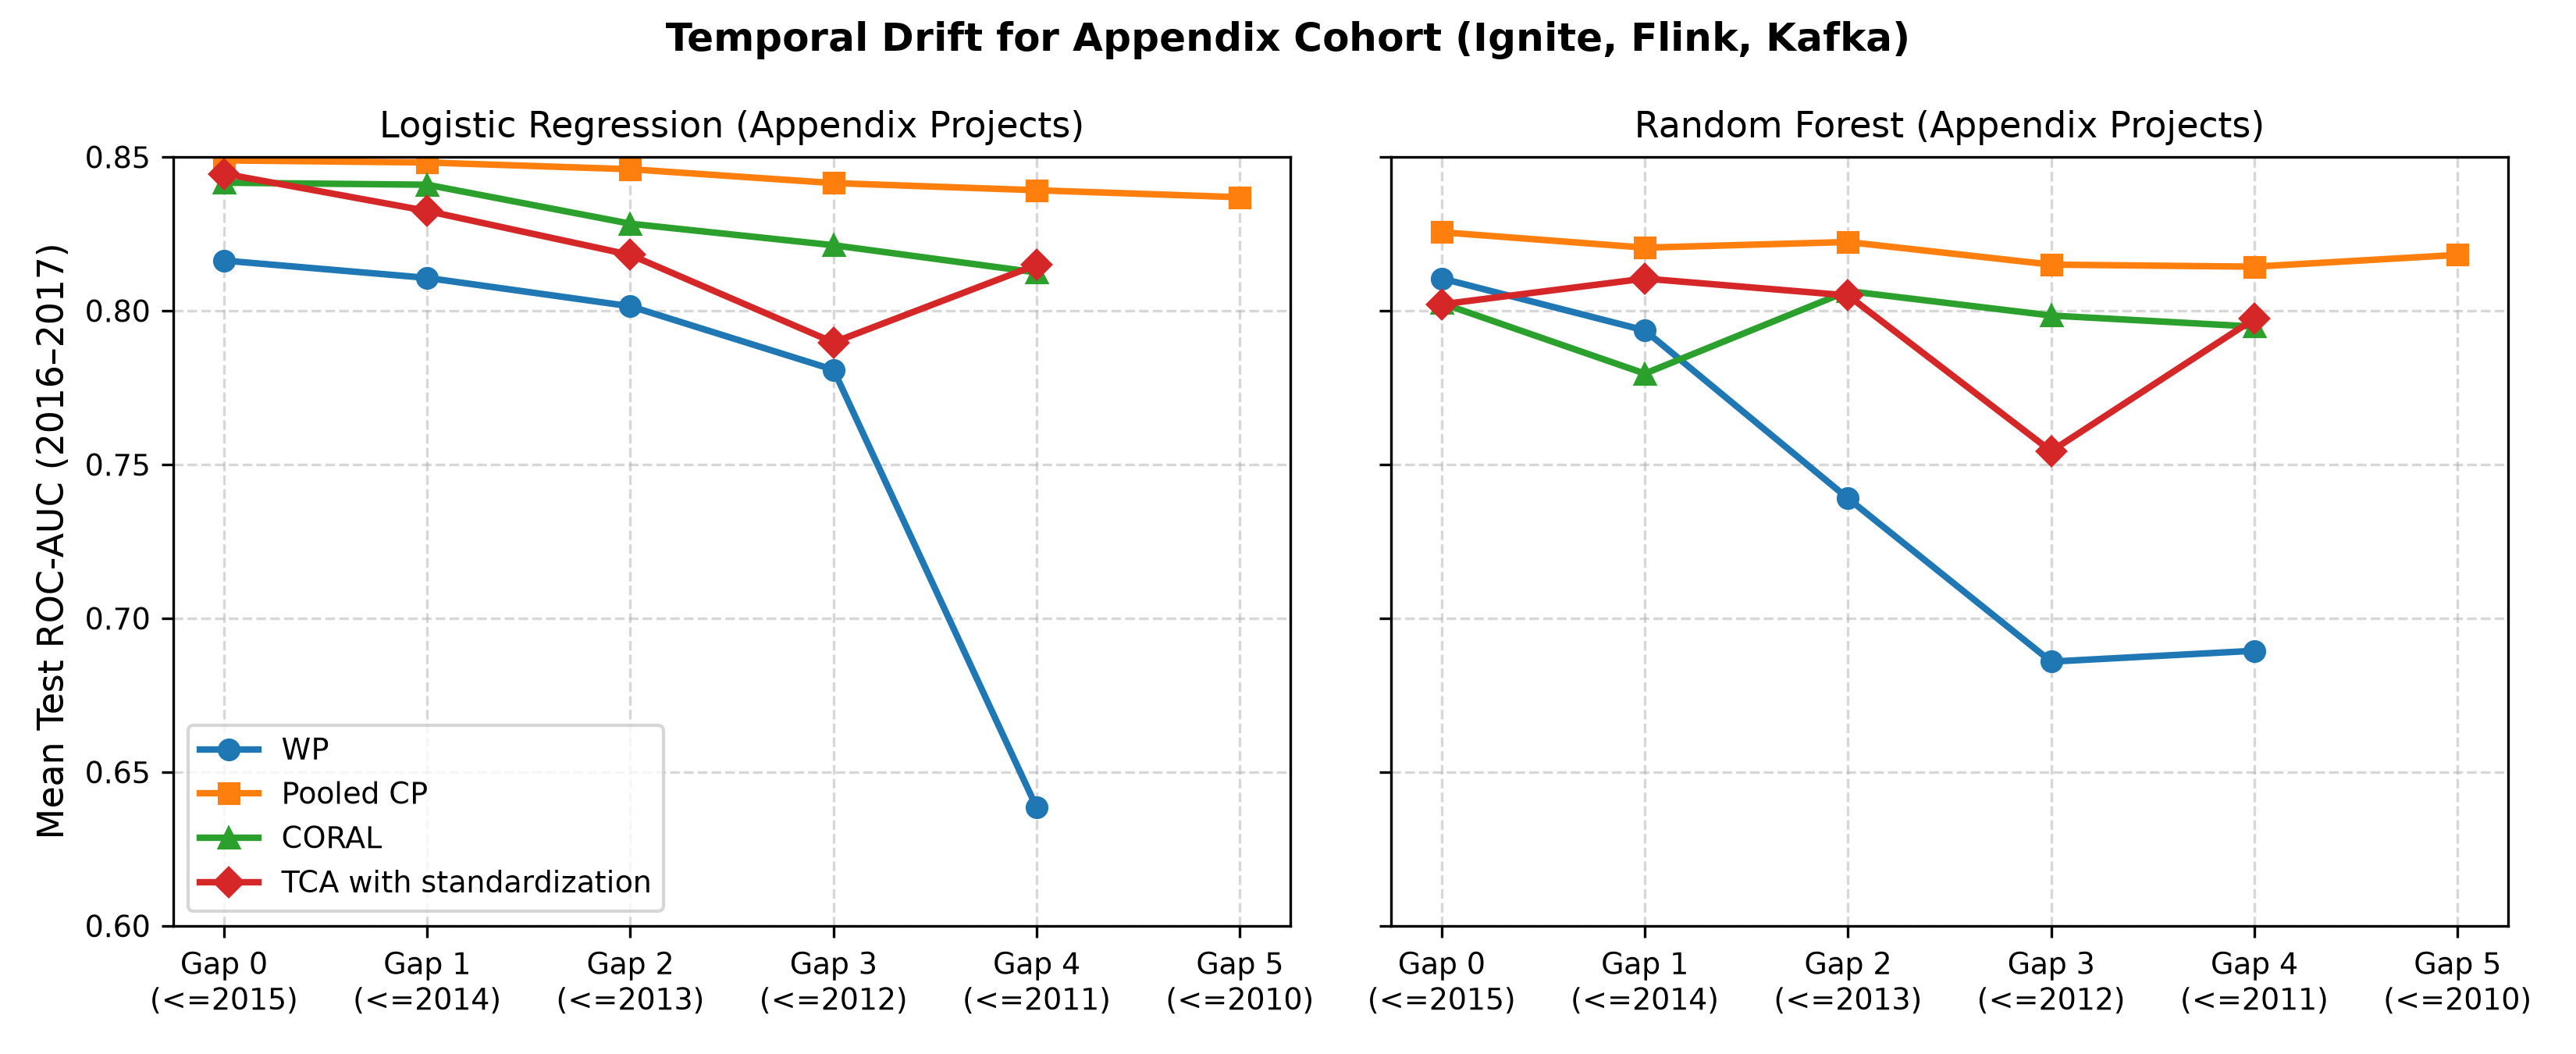 Temporal Drift for Appendix Cohort (Ignite, Flink, Kafka)
Logistic Regression (Appendix Projects)
Random Forest (Appendix Projects)
Mean Test ROC-AUC (2016–2017)
0.85
0.80
0.75
0.70
0.65
0.60
WP
Pooled CP
CORAL
TCA with standardization
Gap 0
(<=2015)
Gap 1
(<=2014)
Gap 2
(<=2013)
Gap 3
(<=2012)
Gap 4
(<=2011)
Gap 5
(<=2010)
Gap 0
(<=2015)
Gap 1
(<=2014)
Gap 2
(<=2013)
Gap 3
(<=2012)
Gap 4
(<=2011)
Gap 5
(<=2010)